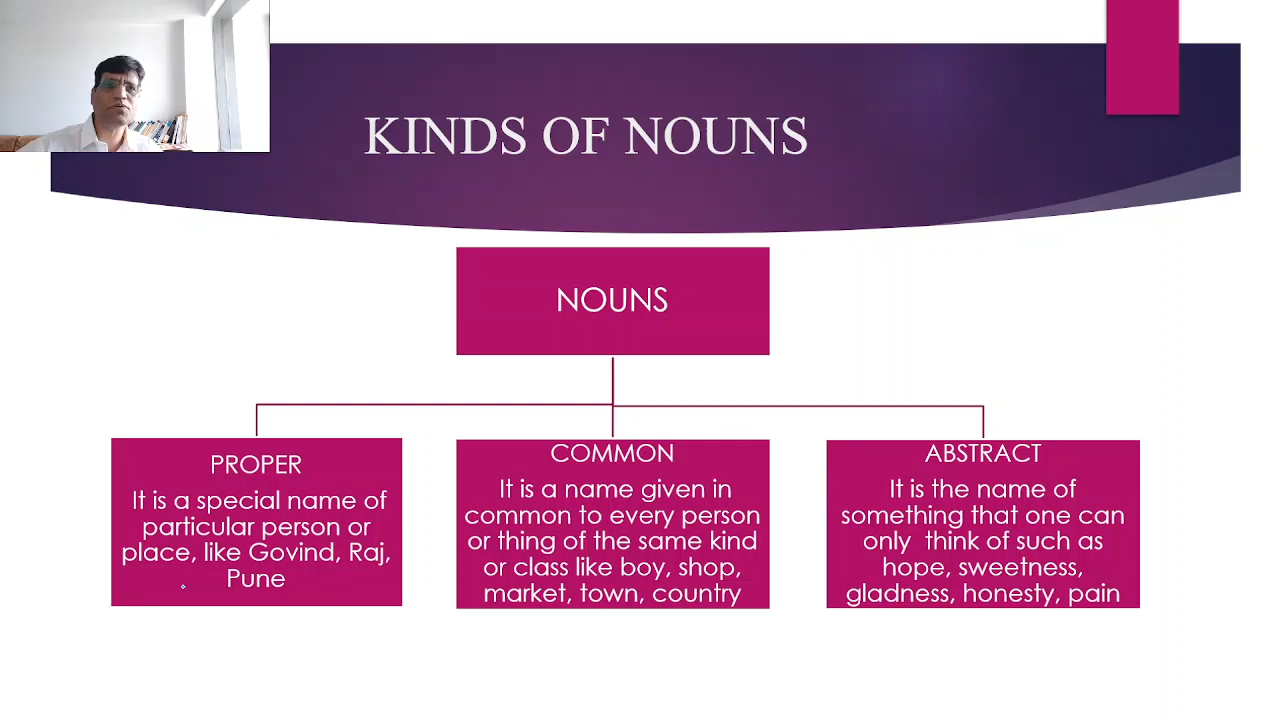 KINDS OF NOUNS
NOUNS
PROPER
It is a special name of
particular person or
place, like Govind, Raj,
Pune
COMMON
It is a name given in
common to every person
or thing of the same kind
or class like boy, shop,
market, town, country
ABSTRACT
It is the name of
something that one can
only think of such as
hope, sweetness,
gladness, honesty, pain